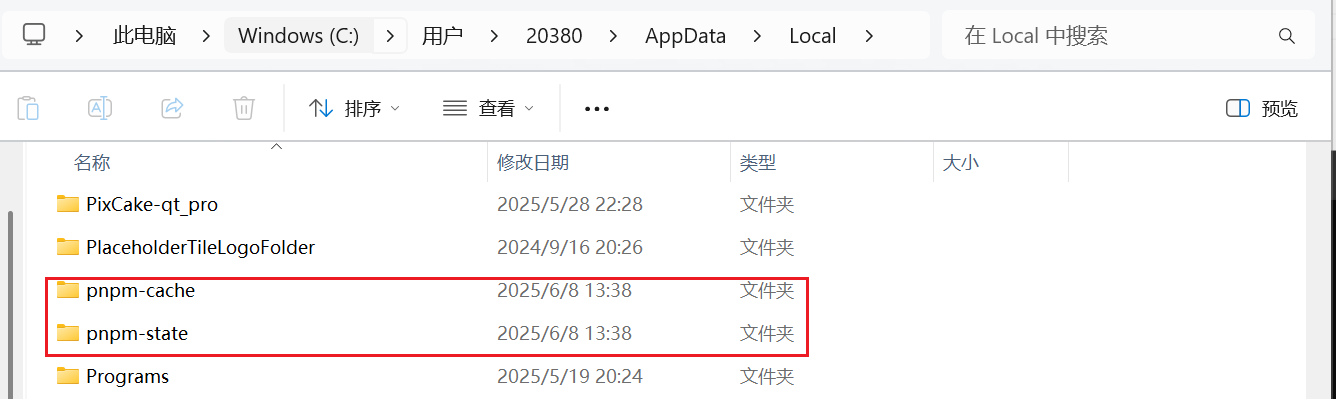 此电脑 > Windows (C:) > 用户 > 20380 > AppData > Local >
在 Local 中搜索
排序 查看 ••• 预览
名称 修改日期 类型 大小
PixCake-qt_pro 2025/5/28 22:28 文件夹
PlaceholderTileLogoFolder 2024/9/16 20:26 文件夹
pnpm-cache 2025/6/8 13:38 文件夹
pnpm-state 2025/6/8 13:38 文件夹
Programs 2025/5/19 20:24 文件夹